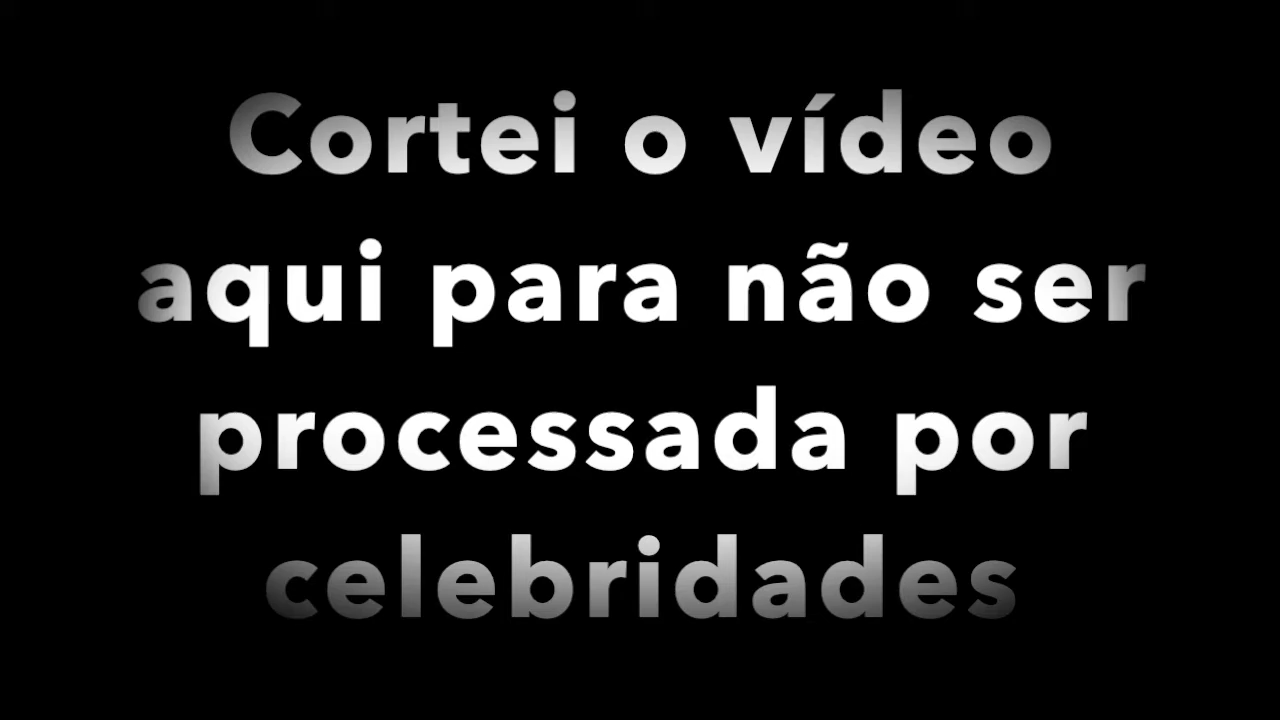 Cortei o vídeo
aqui para não ser
processada por
celebridades